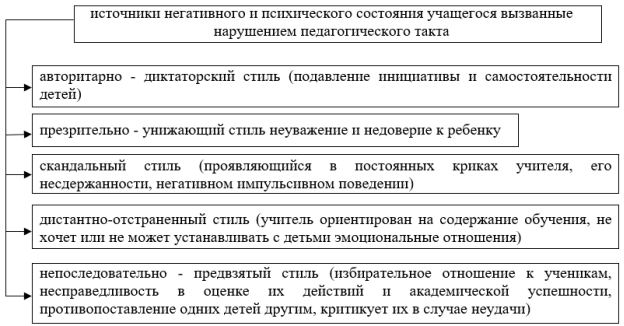 источники негативного и психического состояния учащегося вызванные
нарушением педагогического такта
авторитарно - диктаторский стиль (подавление инициативы и самостоятельности
детей)
презрительно - унижающий стиль неуважение и недоверие к ребенку
скандальный стиль (проявляющийся в постоянных криках учителя, его
несдержанности, негативном импульсивном поведении)
дистантно-отстраненный стиль (учитель ориентирован на содержание обучения, не
хочет или не может устанавливать с детьми эмоциональные отношения)
непоследовательно - предвзятый стиль (избирательное отношение к ученикам,
несправедливость в оценке их действий и академической успешности,
противопоставление одних детей другим, критикует их в случае неудачи)